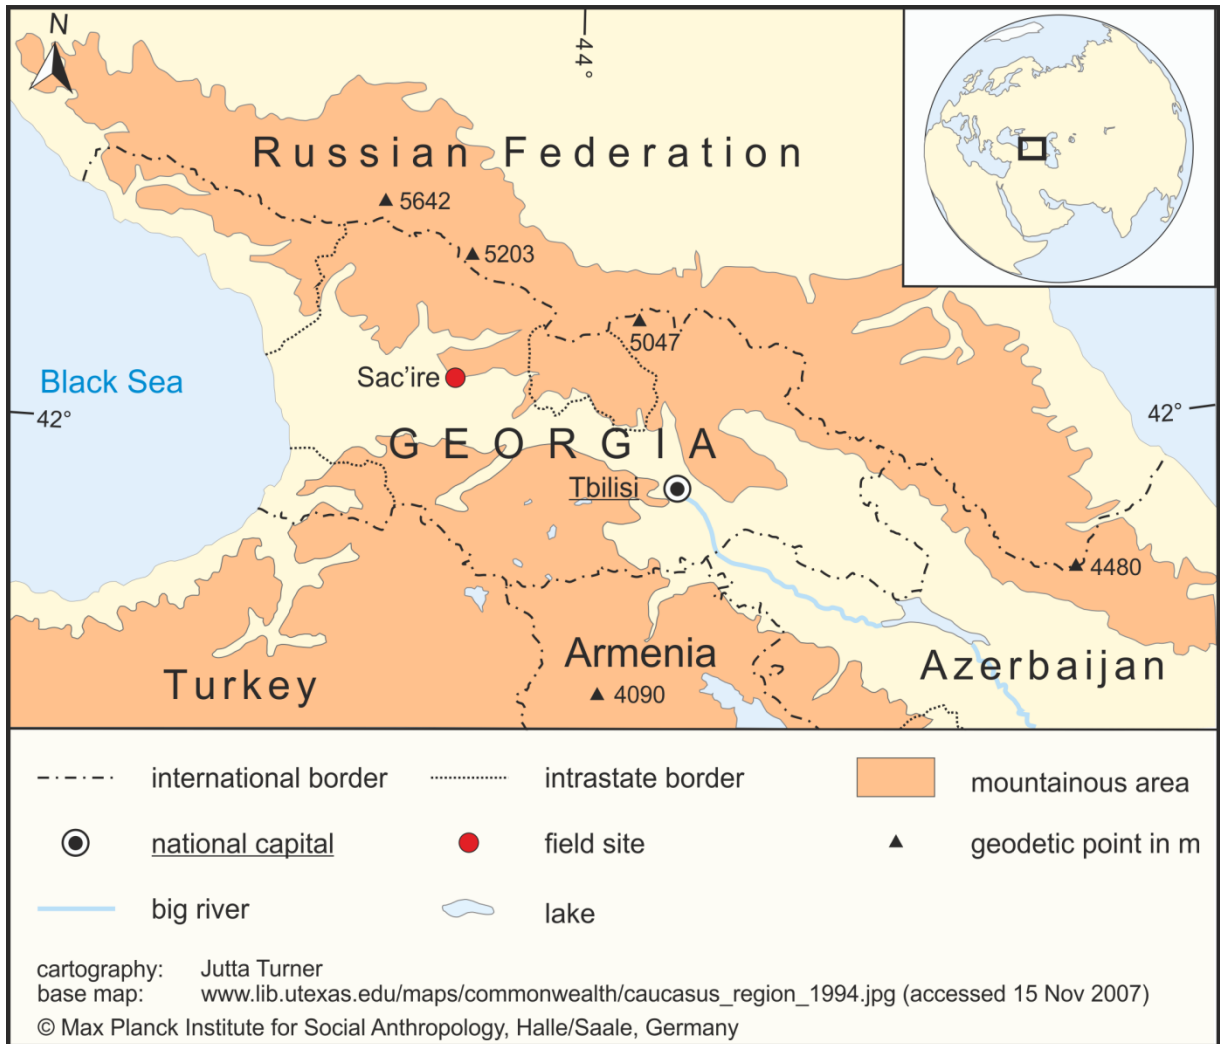 N
44°
Russian Federation
5642
5203
5047
Sac'ire
Black Sea
42°
42°
GEORGIA
Tbilisi
4480
Armenia
Azerbaijan
Turkey
4090
international border
intrastate border
mountainous area
national capital
field site
geodetic point in m
big river
lake
cartography: Jutta Turner
base map: www.lib.utexas.edu/maps/commonwealth/caucasus_region_1994.jpg (accessed 15 Nov 2007)
© Max Planck Institute for Social Anthropology, Halle/Saale, Germany